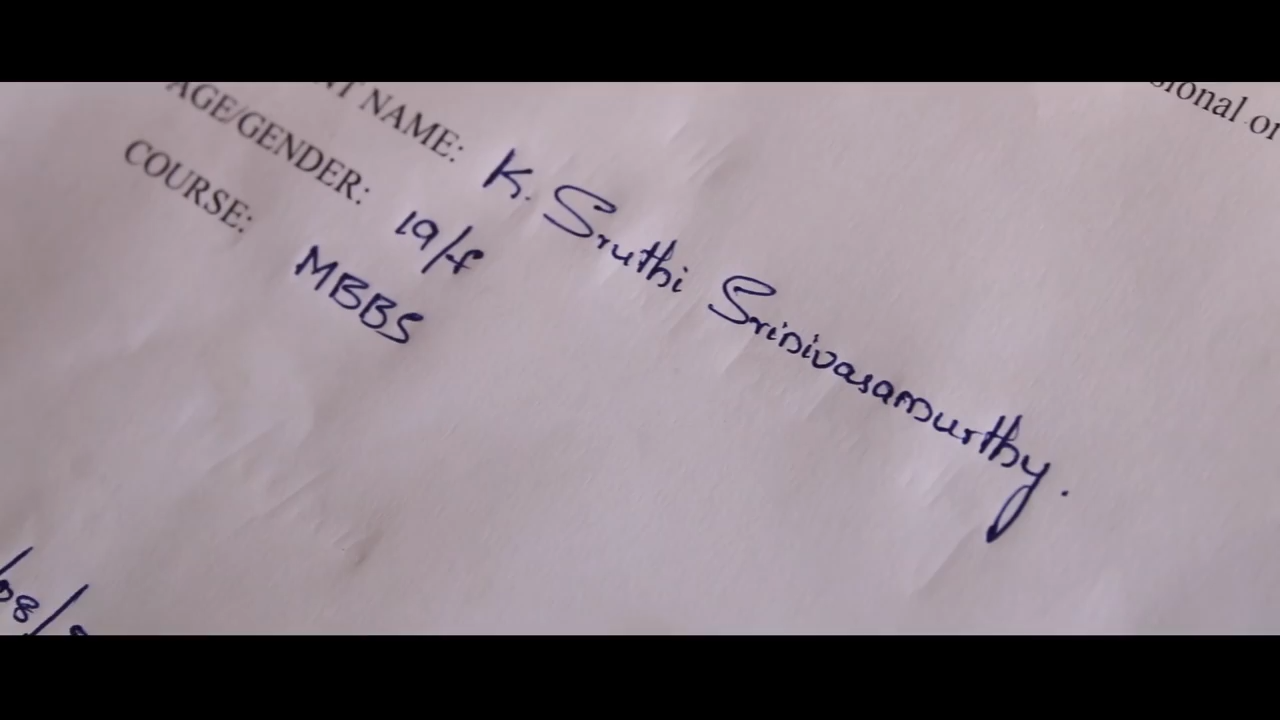 NAME: K. Sruthi Srinivasamurthy.
AGE/GENDER: 19/f
COURSE: MBBS